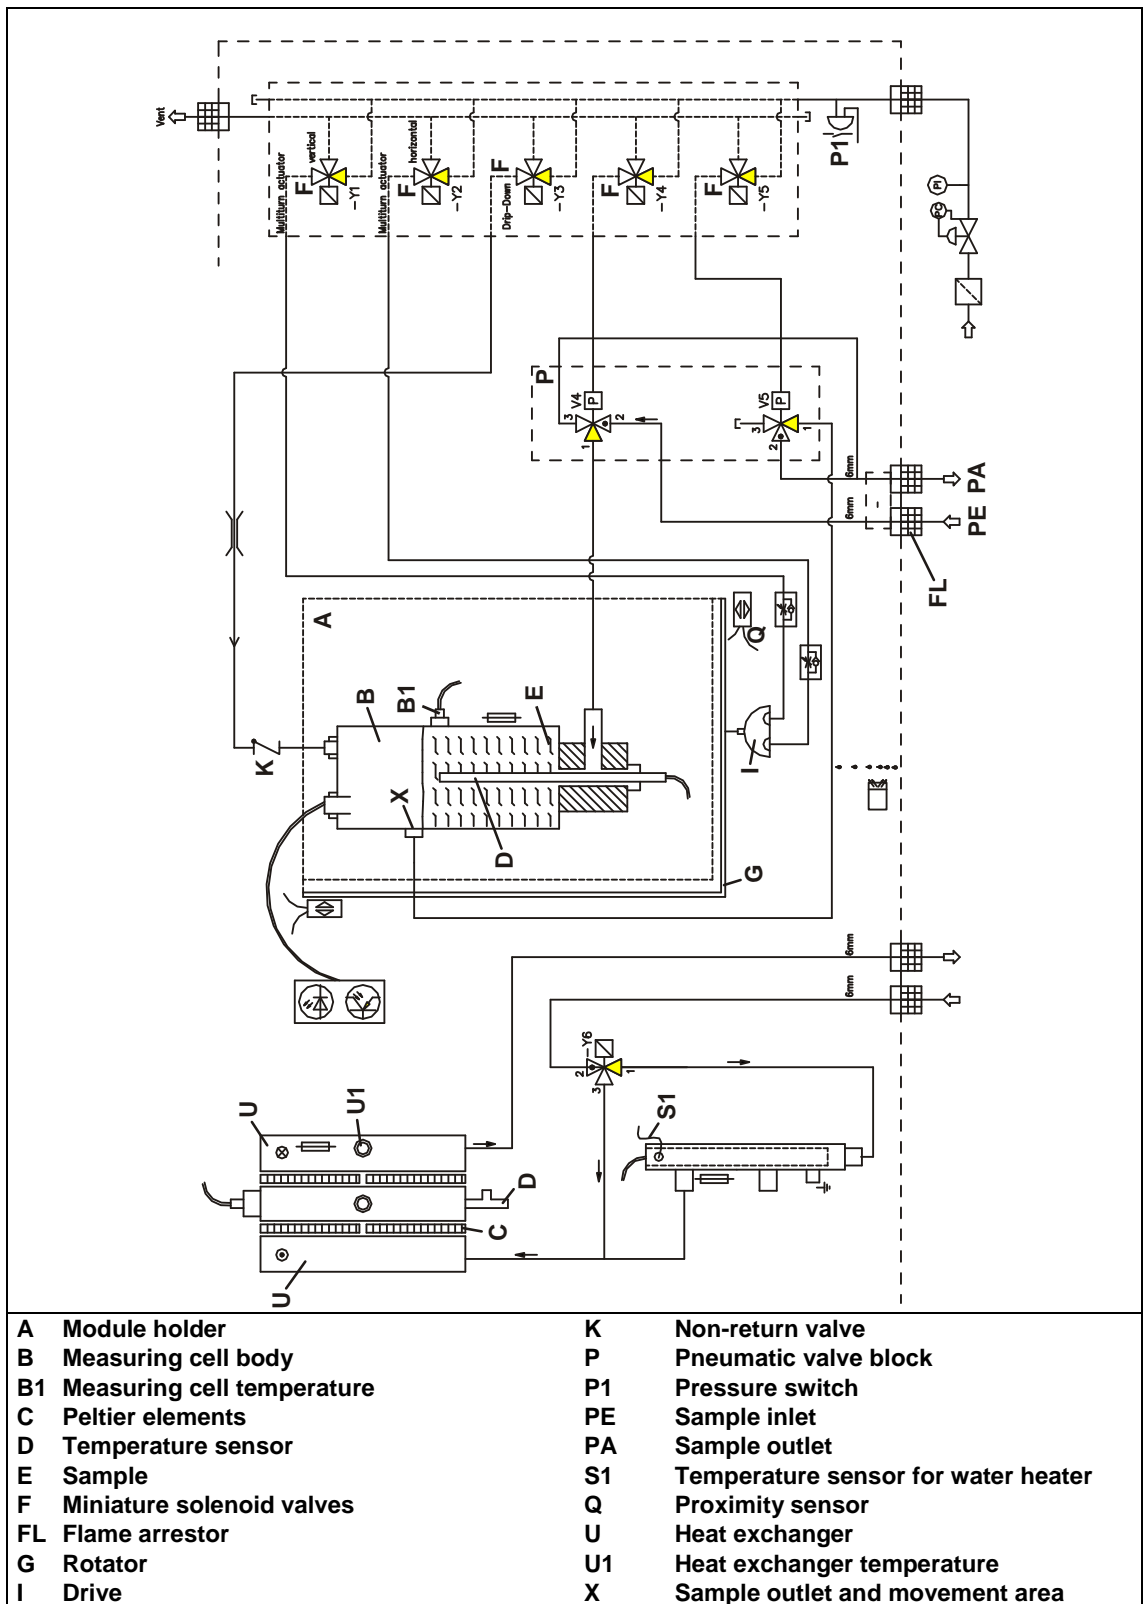 Vent
P1
vertical
horizontal
Multiturn actuator
F
-Y1
Multiturn actuator
F
-Y2
Drip-Down
F
-Y3
F
-Y4
F
-Y5
PI
PC
P
V4
P
3
2
1
V5
P
3
2
1
6mm
6mm
PE PA
FL
A
Q
B
B1
E
K
X
D
I
G
6mm
6mm
-Y6
2
3
1
U
U1
S1
D
C
U
A Module holder
B Measuring cell body
B1 Measuring cell temperature
C Peltier elements
D Temperature sensor
E Sample
F Miniature solenoid valves
FL Flame arrestor
G Rotator
I Drive
K Non-return valve
P Pneumatic valve block
P1 Pressure switch
PE Sample inlet
PA Sample outlet
S1 Temperature sensor for water heater
Q Proximity sensor
U Heat exchanger
U1 Heat exchanger temperature
X Sample outlet and movement area